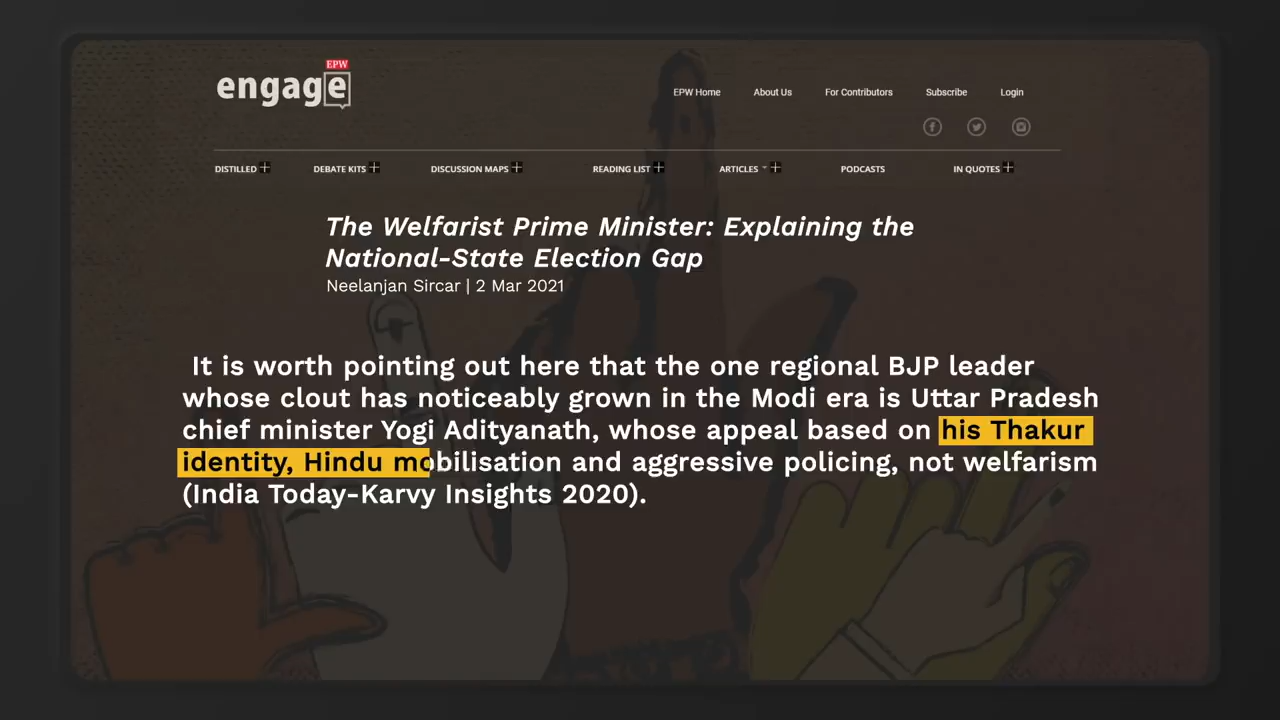 EPW
engage
EPW Home About Us For Contributors Subscribe Login
DISTILLED DEBATE KITS DISCUSSION MAPS READING LIST ARTICLES PODCASTS IN QUOTES
The Welfarist Prime Minister: Explaining the
National-State Election Gap
Neelanjan Sircar | 2 Mar 2021
It is worth pointing out here that the one regional BJP leader
whose clout has noticeably grown in the Modi era is Uttar Pradesh
chief minister Yogi Adityanath, whose appeal based on his Thakur
identity, Hindu mobilisation and aggressive policing, not welfarism
(India Today-Karvy Insights 2020).